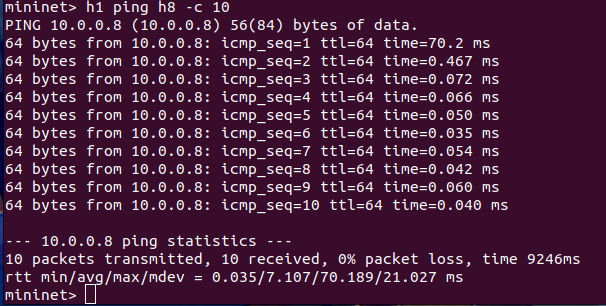 mininet> h1 ping h8 -c 10
PING 10.0.0.8 (10.0.0.8) 56(84) bytes of data.
64 bytes from 10.0.0.8: icmp_seq=1 ttl=64 time=70.2 ms
64 bytes from 10.0.0.8: icmp_seq=2 ttl=64 time=0.467 ms
64 bytes from 10.0.0.8: icmp_seq=3 ttl=64 time=0.072 ms
64 bytes from 10.0.0.8: icmp_seq=4 ttl=64 time=0.066 ms
64 bytes from 10.0.0.8: icmp_seq=5 ttl=64 time=0.050 ms
64 bytes from 10.0.0.8: icmp_seq=6 ttl=64 time=0.035 ms
64 bytes from 10.0.0.8: icmp_seq=7 ttl=64 time=0.054 ms
64 bytes from 10.0.0.8: icmp_seq=8 ttl=64 time=0.042 ms
64 bytes from 10.0.0.8: icmp_seq=9 ttl=64 time=0.060 ms
64 bytes from 10.0.0.8: icmp_seq=10 ttl=64 time=0.040 ms
--- 10.0.0.8 ping statistics ---
10 packets transmitted, 10 received, 0% packet loss, time 9246ms
rtt min/avg/max/mdev = 0.035/7.107/70.189/21.027 ms
mininet>